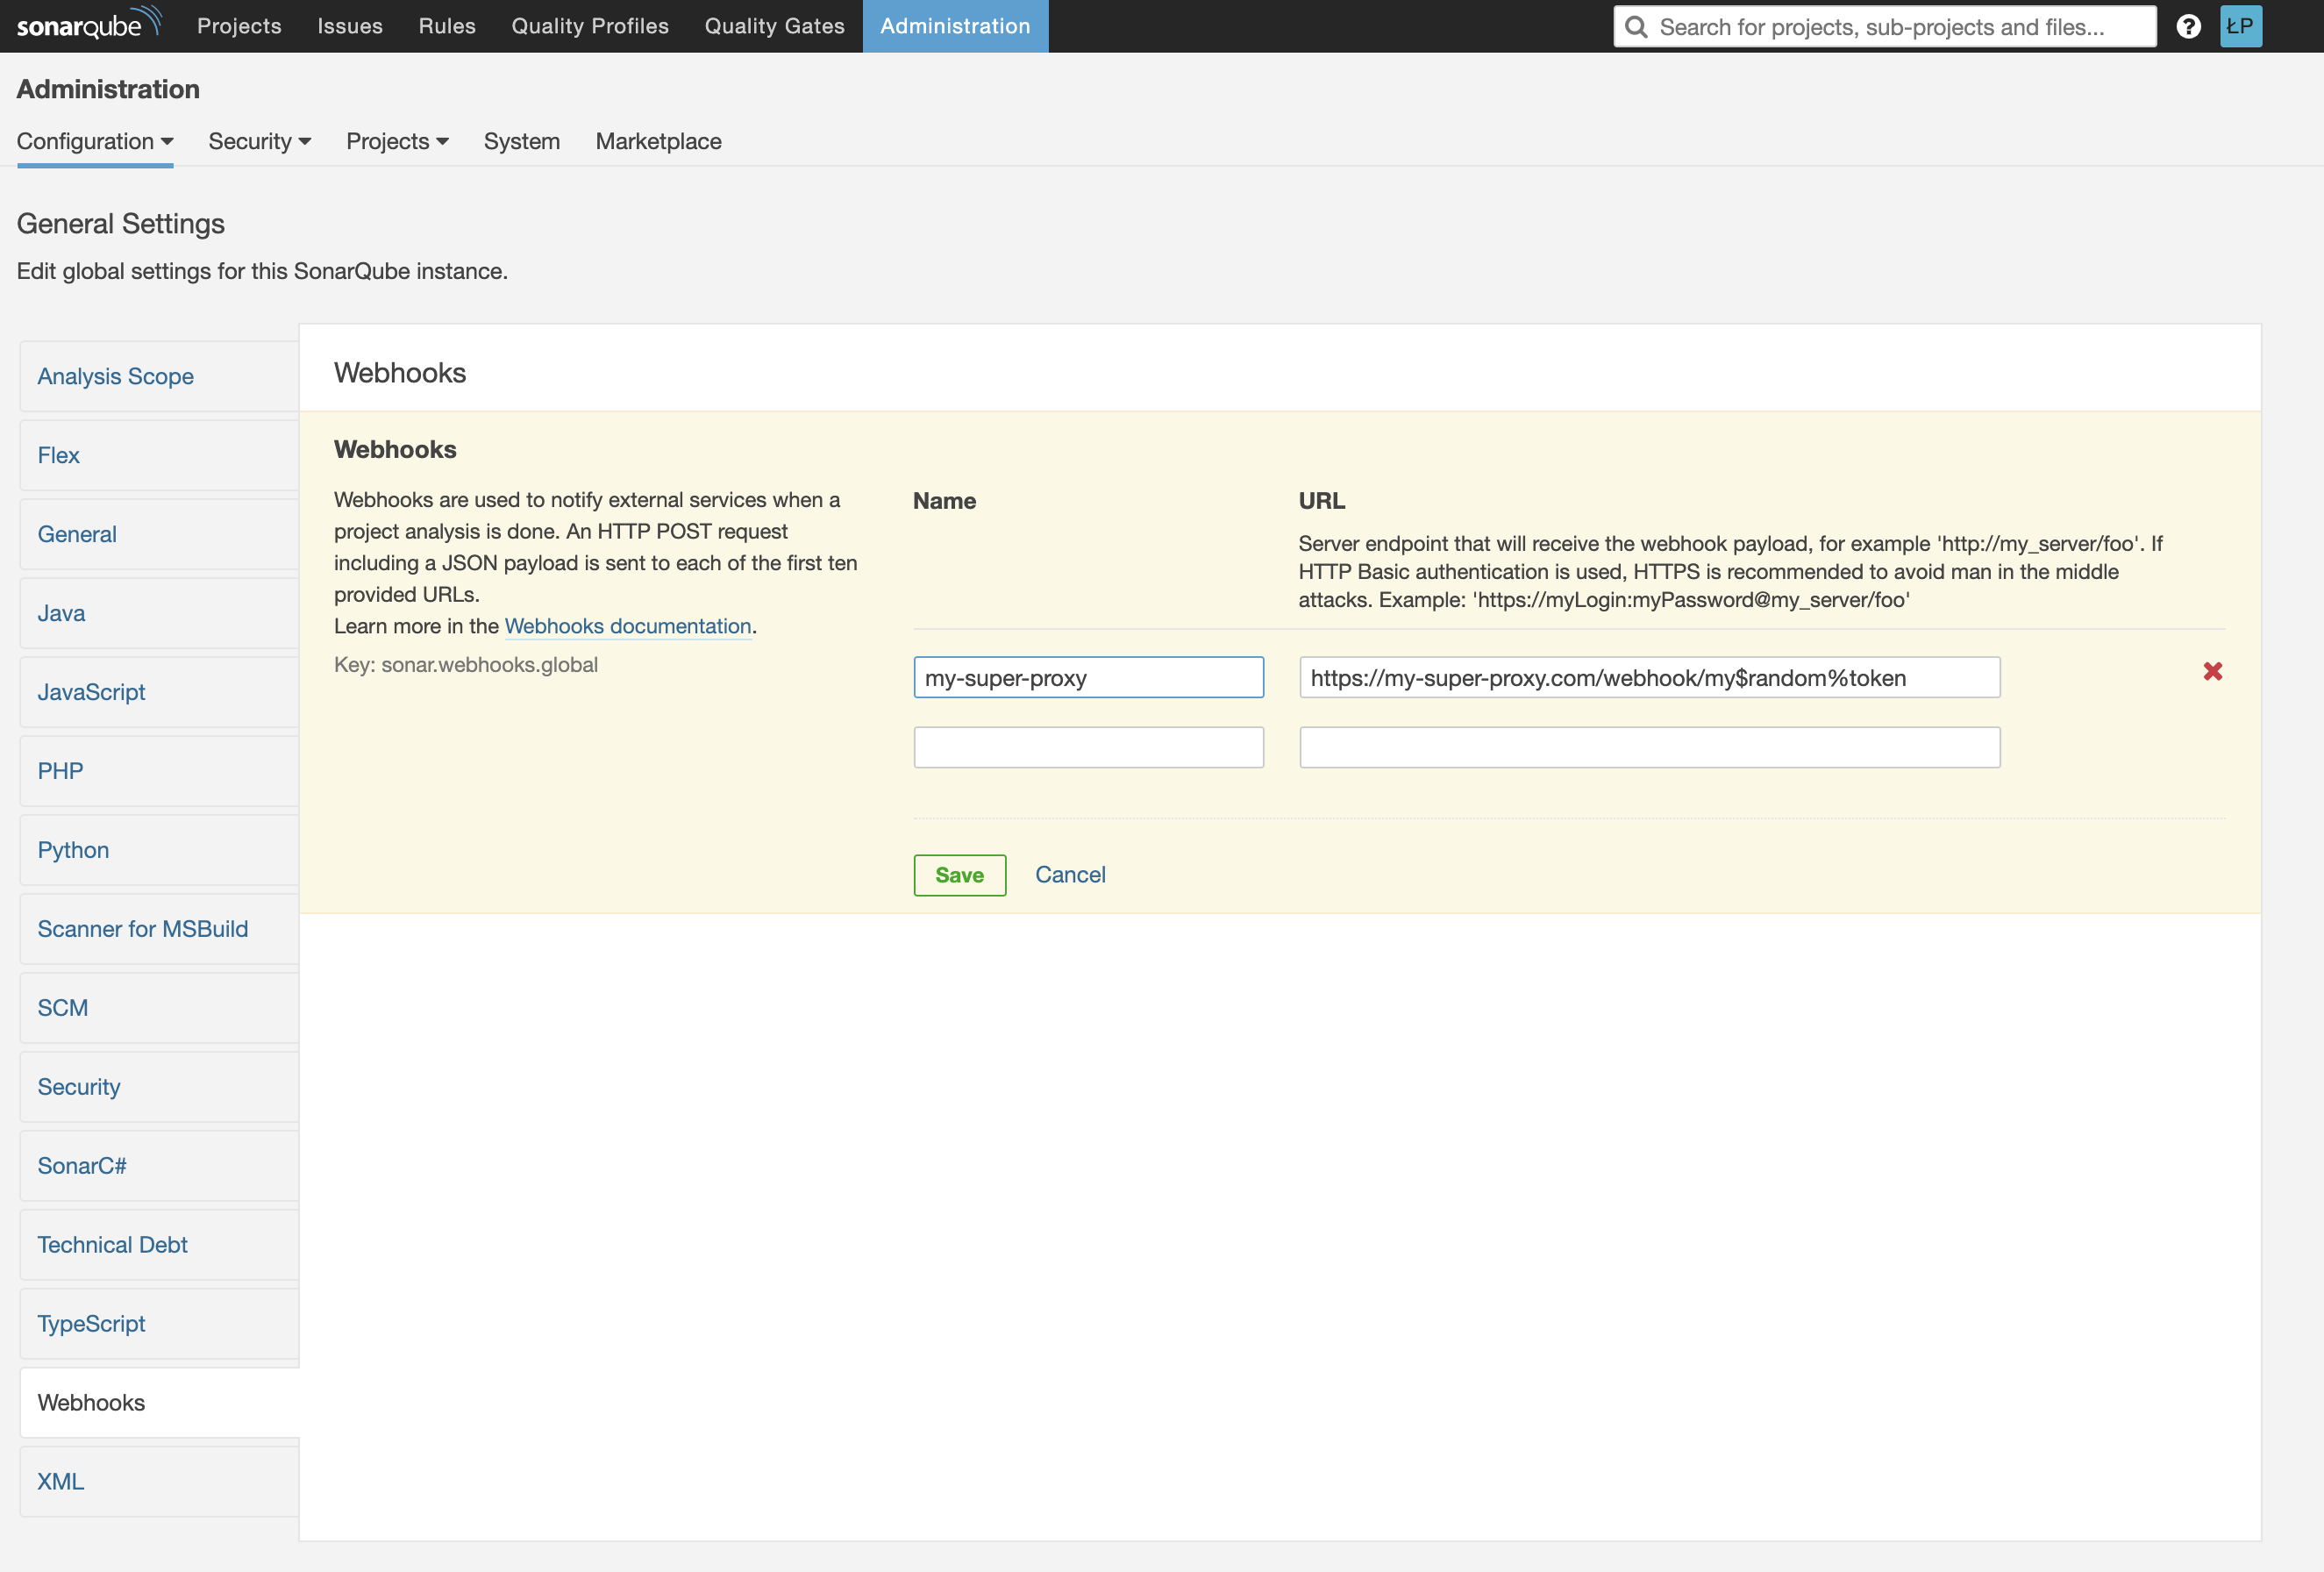 sonarqube Projects Issues Rules Quality Profiles Quality Gates Administration Search for projects, sub-projects and files... ? ŁP
Administration
Configuration Security Projects System Marketplace
General Settings
Edit global settings for this SonarQube instance.
Analysis Scope
Flex
General
Java
JavaScript
PHP
Python
Scanner for MSBuild
SCM
Security
SonarC#
Technical Debt
TypeScript
Webhooks
XML
Webhooks
Webhooks
Webhooks are used to notify external services when a
project analysis is done. An HTTP POST request
including a JSON payload is sent to each of the first ten
provided URLs.
Learn more in the Webhooks documentation.
Key: sonar.webhooks.global
Name
URL
Server endpoint that will receive the webhook payload, for example 'http://my_server/foo'. If
HTTP Basic authentication is used, HTTPS is recommended to avoid man in the middle
attacks. Example: 'https://myLogin:myPassword@my_server/foo'
my-super-proxy
https://my-super-proxy.com/webhook/my$random%token
Save Cancel